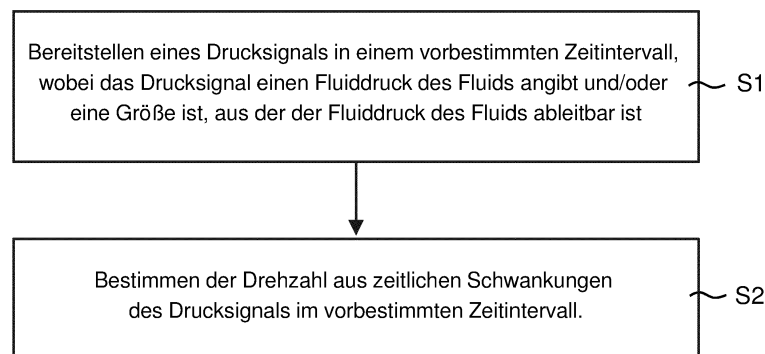 Bereitstellen eines Drucksignals in einem vorbestimmten Zeitintervall,
wobei das Drucksignal einen Fluiddruck des Fluids angibt und/oder
eine Größe ist, aus der der Fluiddruck des Fluids ableitbar ist
S1
Bestimmen der Drehzahl aus zeitlichen Schwankungen
des Drucksignals im vorbestimmten Zeitintervall.
S2